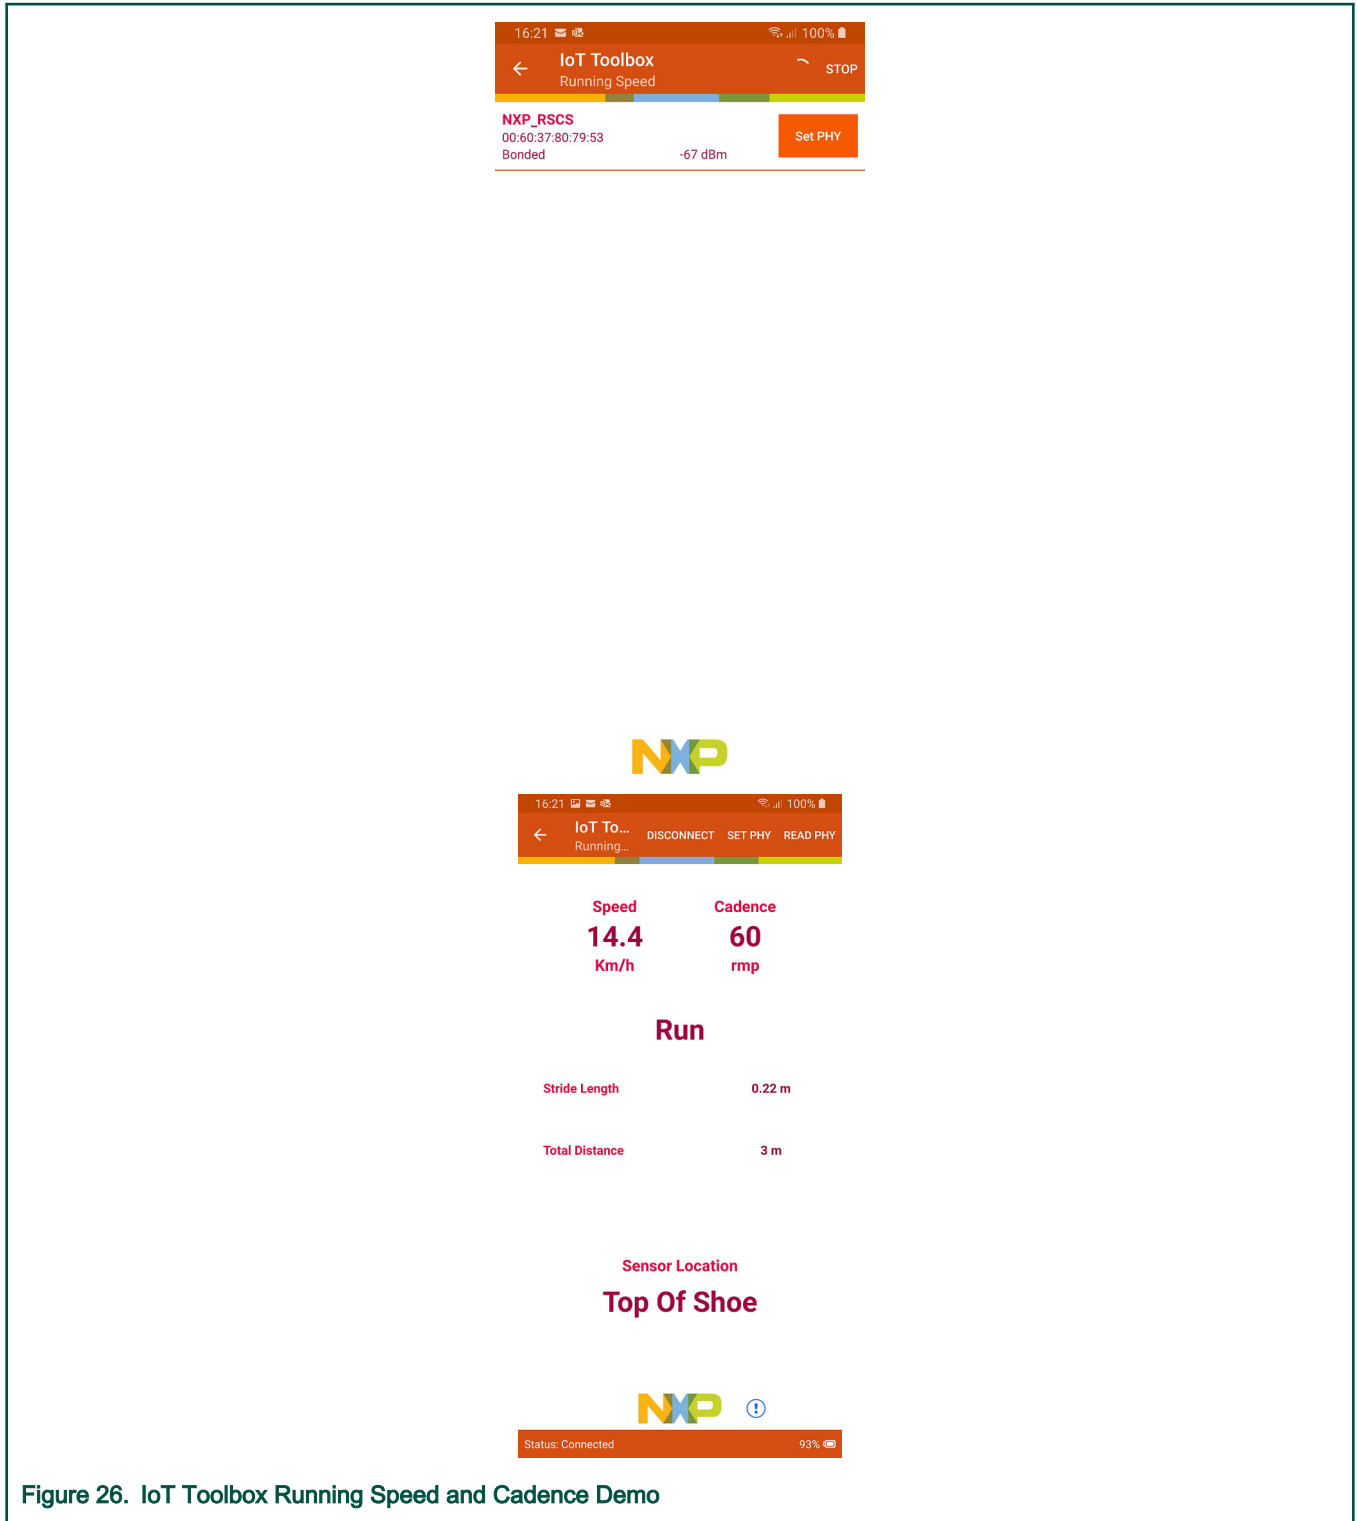 16:21 100%
IoT Toolbox
STOP
Running Speed
NXP_RSCS
00:60:37:80:79:53
Set PHY
Bonded -67 dBm
NXP
16:21 100%
IoT To... DISCONNECT SET PHY READ PHY
Running...
Speed Cadence
14.4 60
Km/h rmp
Run
Stride Length 0.22 m
Total Distance 3 m
Sensor Location
Top Of Shoe
NXP
Status: Connected 93%
Figure 26. IoT Toolbox Running Speed and Cadence Demo